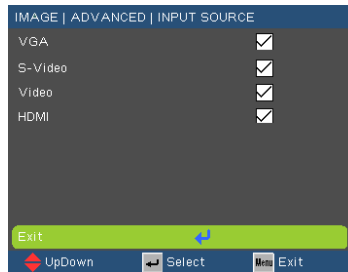 IMAGE | ADVANCED | INPUT SOURCE
VGA
S-Video
Video
HDMI
Exit
UpDown Select Menu Exit